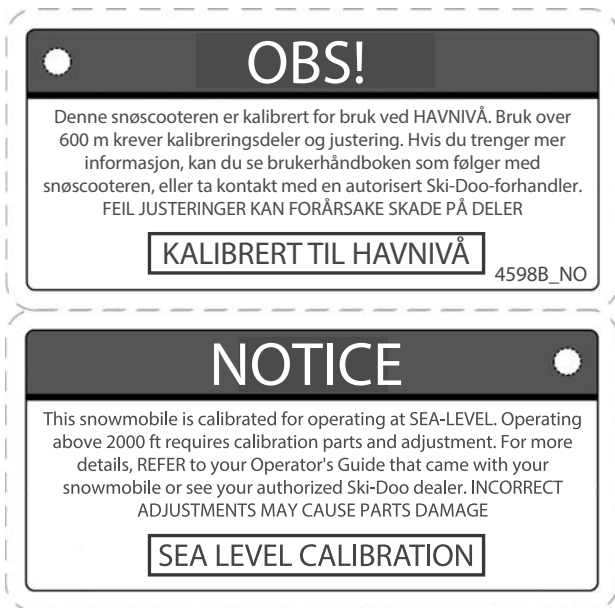 OBS!
Denne snøscooteren er kalibrert for bruk ved HAVNIVÅ. Bruk over
600 m krever kalibreringsdeler og justering. Hvis du trenger mer
informasjon, kan du se brukerhåndboken som følger med
snøscooteren, eller ta kontakt med en autorisert Ski-Doo-forhandler.
FEIL JUSTERINGER KAN FORÅRSAKE SKADE PÅ DELER
KALIBRERT TIL HAVNIVÅ
4598B_NO
NOTICE
This snowmobile is calibrated for operating at SEA-LEVEL. Operating
above 2000 ft requires calibration parts and adjustment. For more
details, REFER to your Operator's Guide that came with your
snowmobile or see your authorized Ski-Doo dealer. INCORRECT
ADJUSTMENTS MAY CAUSE PARTS DAMAGE
SEA LEVEL CALIBRATION